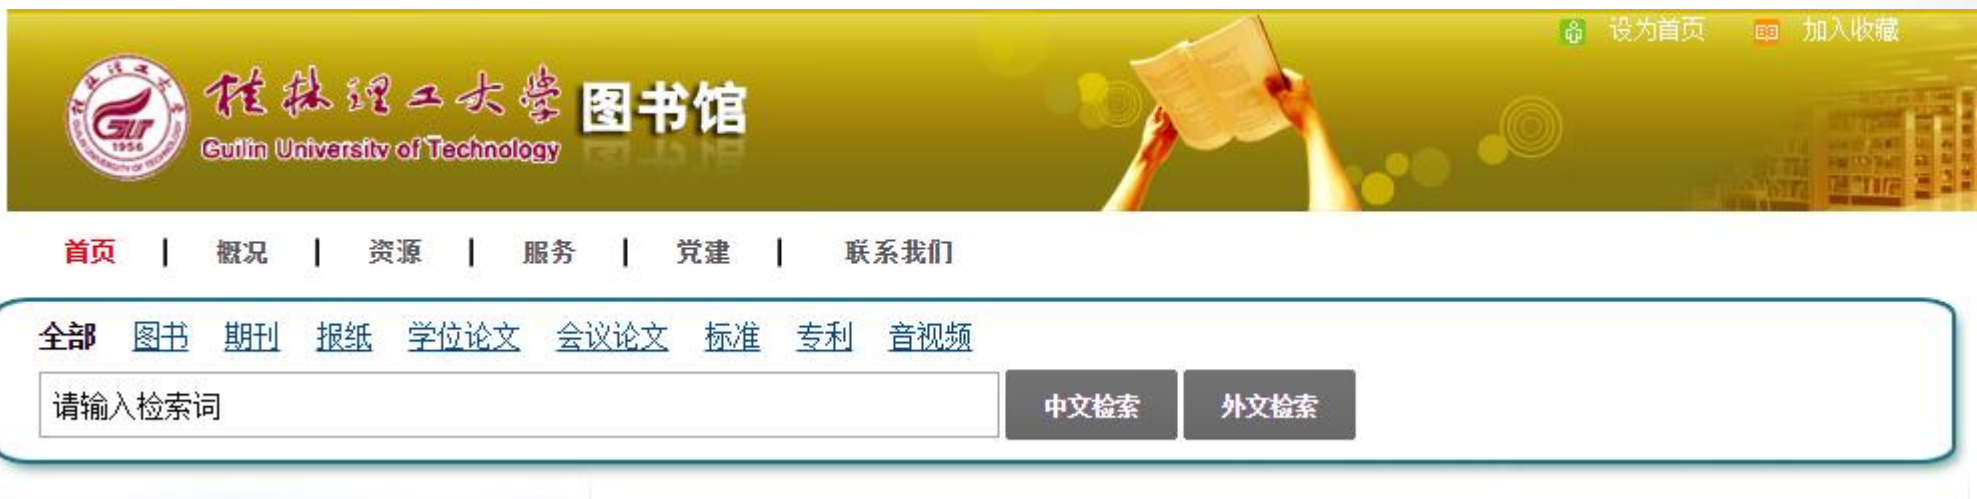 设为首页 加入收藏
桂林理工大学 图书馆
Guilin University of Technology
GUT
1956
首页 | 概况 | 资源 | 服务 | 党建 | 联系我们
全部 图书 期刊 报纸 学位论文 会议论文 标准 专利 音视频
请输入检索词 中文检索 外文检索